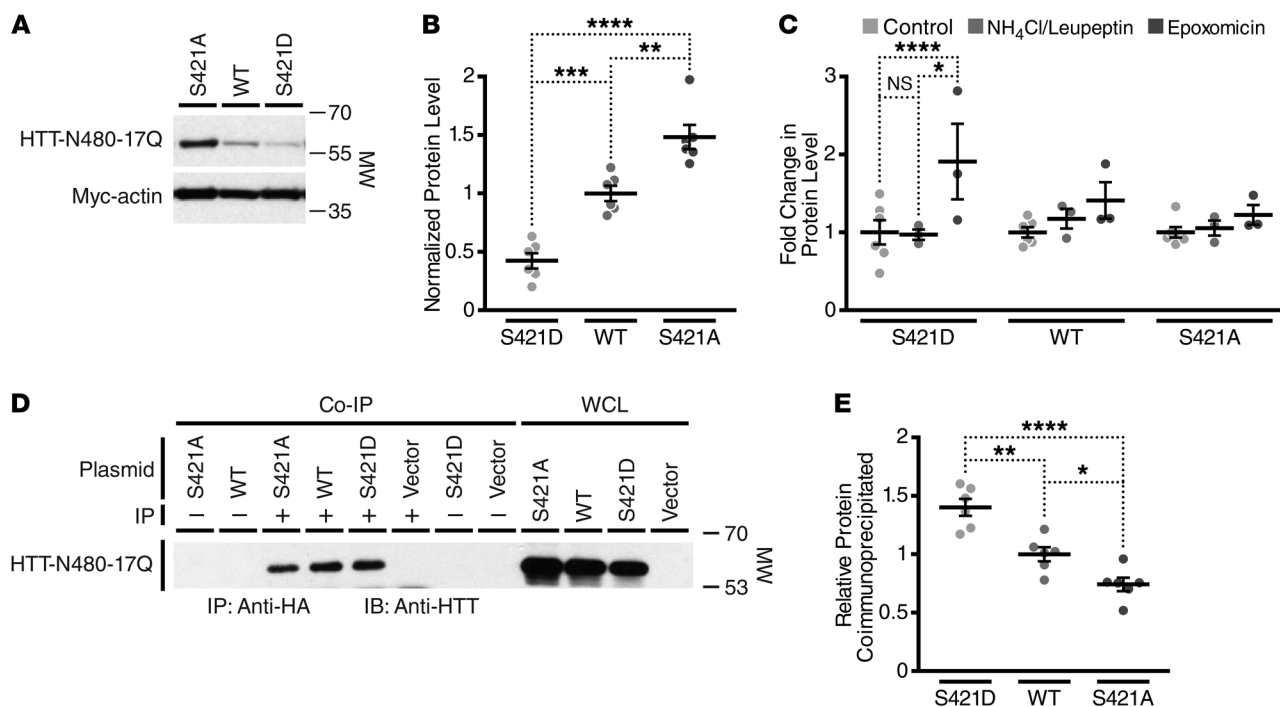 A
S421A WT S421D
HTT-N480-17Q
Myc-actin
70
55
35
MW
B
Normalized Protein Level
2
1.5
1
0.5
0
****
***
**
S421D WT S421A
C
Control NH4Cl/Leupeptin Epoxomicin
Fold Change in
Protein Level
3
2
1
0
****
NS
*
S421D WT S421A
D
Co-IP WCL
Plasmid
S421A WT S421A WT S421D Vector S421D Vector S421A WT S421D Vector
IP – – + + + + – –
HTT-N480-17Q
70
53
MW
IP: Anti-HA IB: Anti-HTT
E
Relative Protein
Coimmunoprecipitated
2
1.5
1
0.5
0
****
**
*
S421D WT S421A